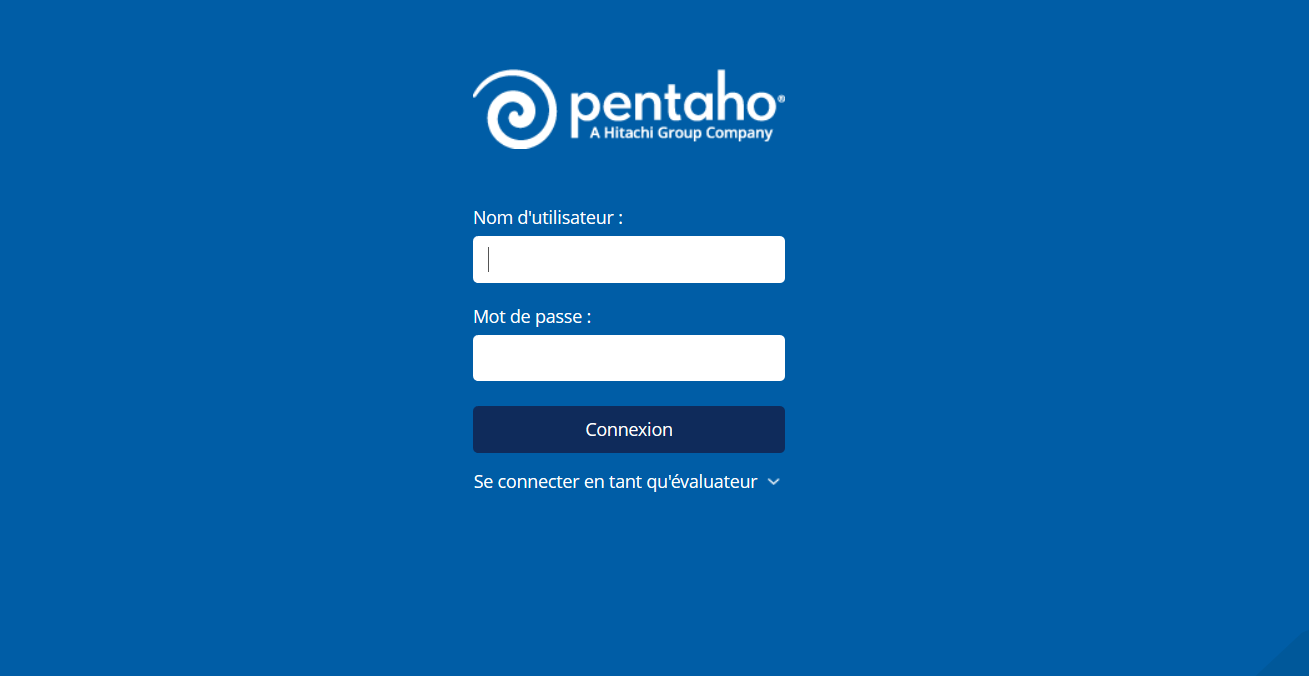 pentaho®
A Hitachi Group Company
Nom d'utilisateur :
Mot de passe :
Connexion
Se connecter en tant qu'évaluateur